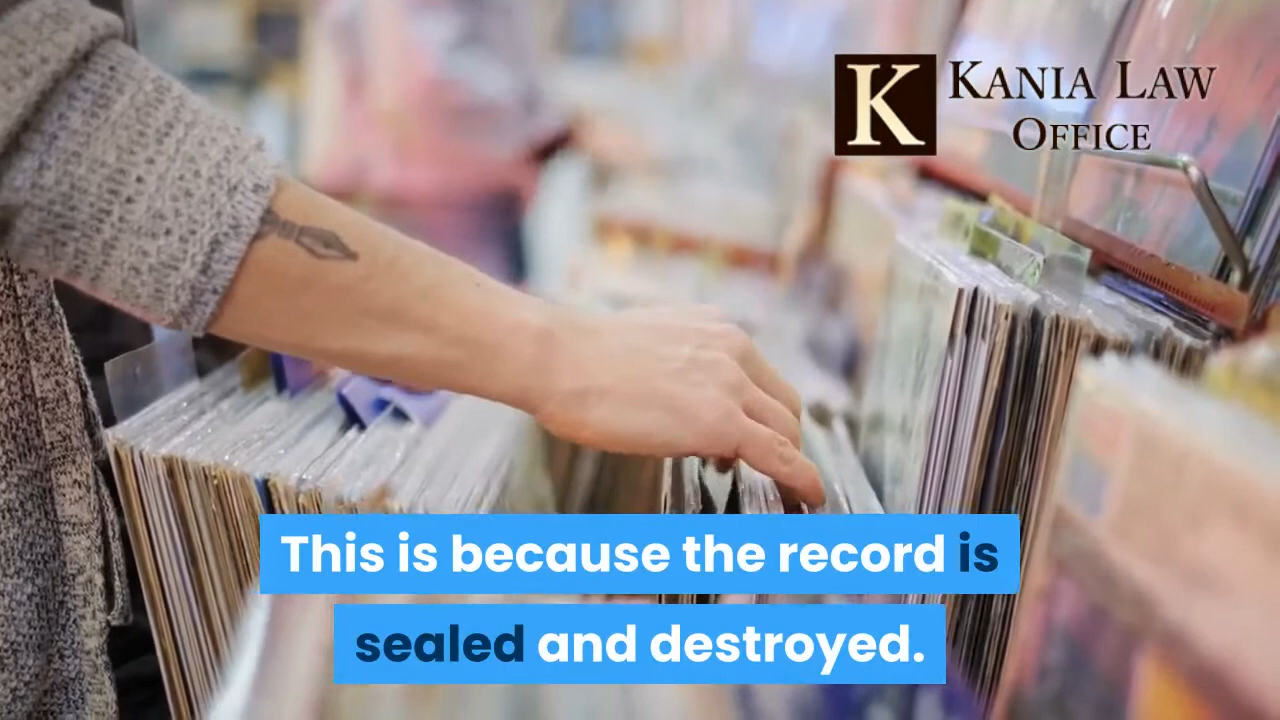 K
KANIA LAW
OFFICE
This is because the record is
sealed and destroyed.